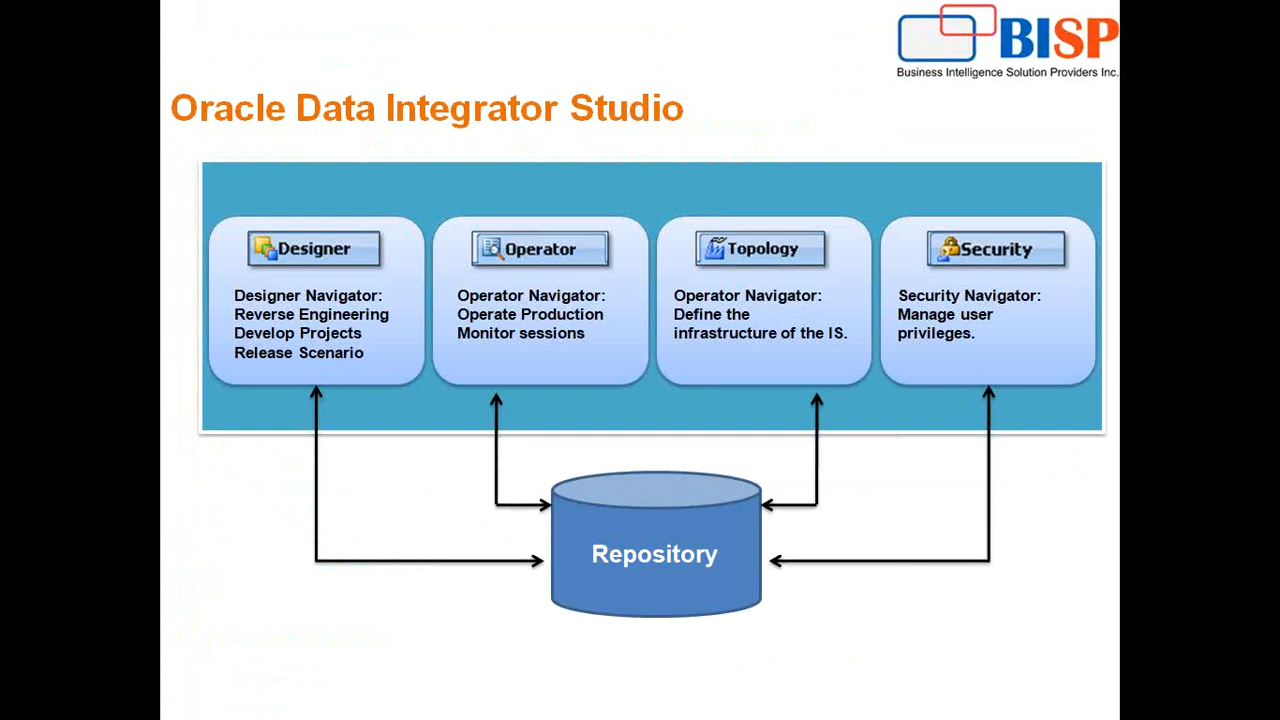 BISP
Business Intelligence Solution Providers Inc.
Oracle Data Integrator Studio
Designer
Designer Navigator:
Reverse Engineering
Develop Projects
Release Scenario
Operator
Operator Navigator:
Operate Production
Monitor sessions
Topology
Operator Navigator:
Define the
infrastructure of the IS.
Security
Security Navigator:
Manage user
privileges.
Repository